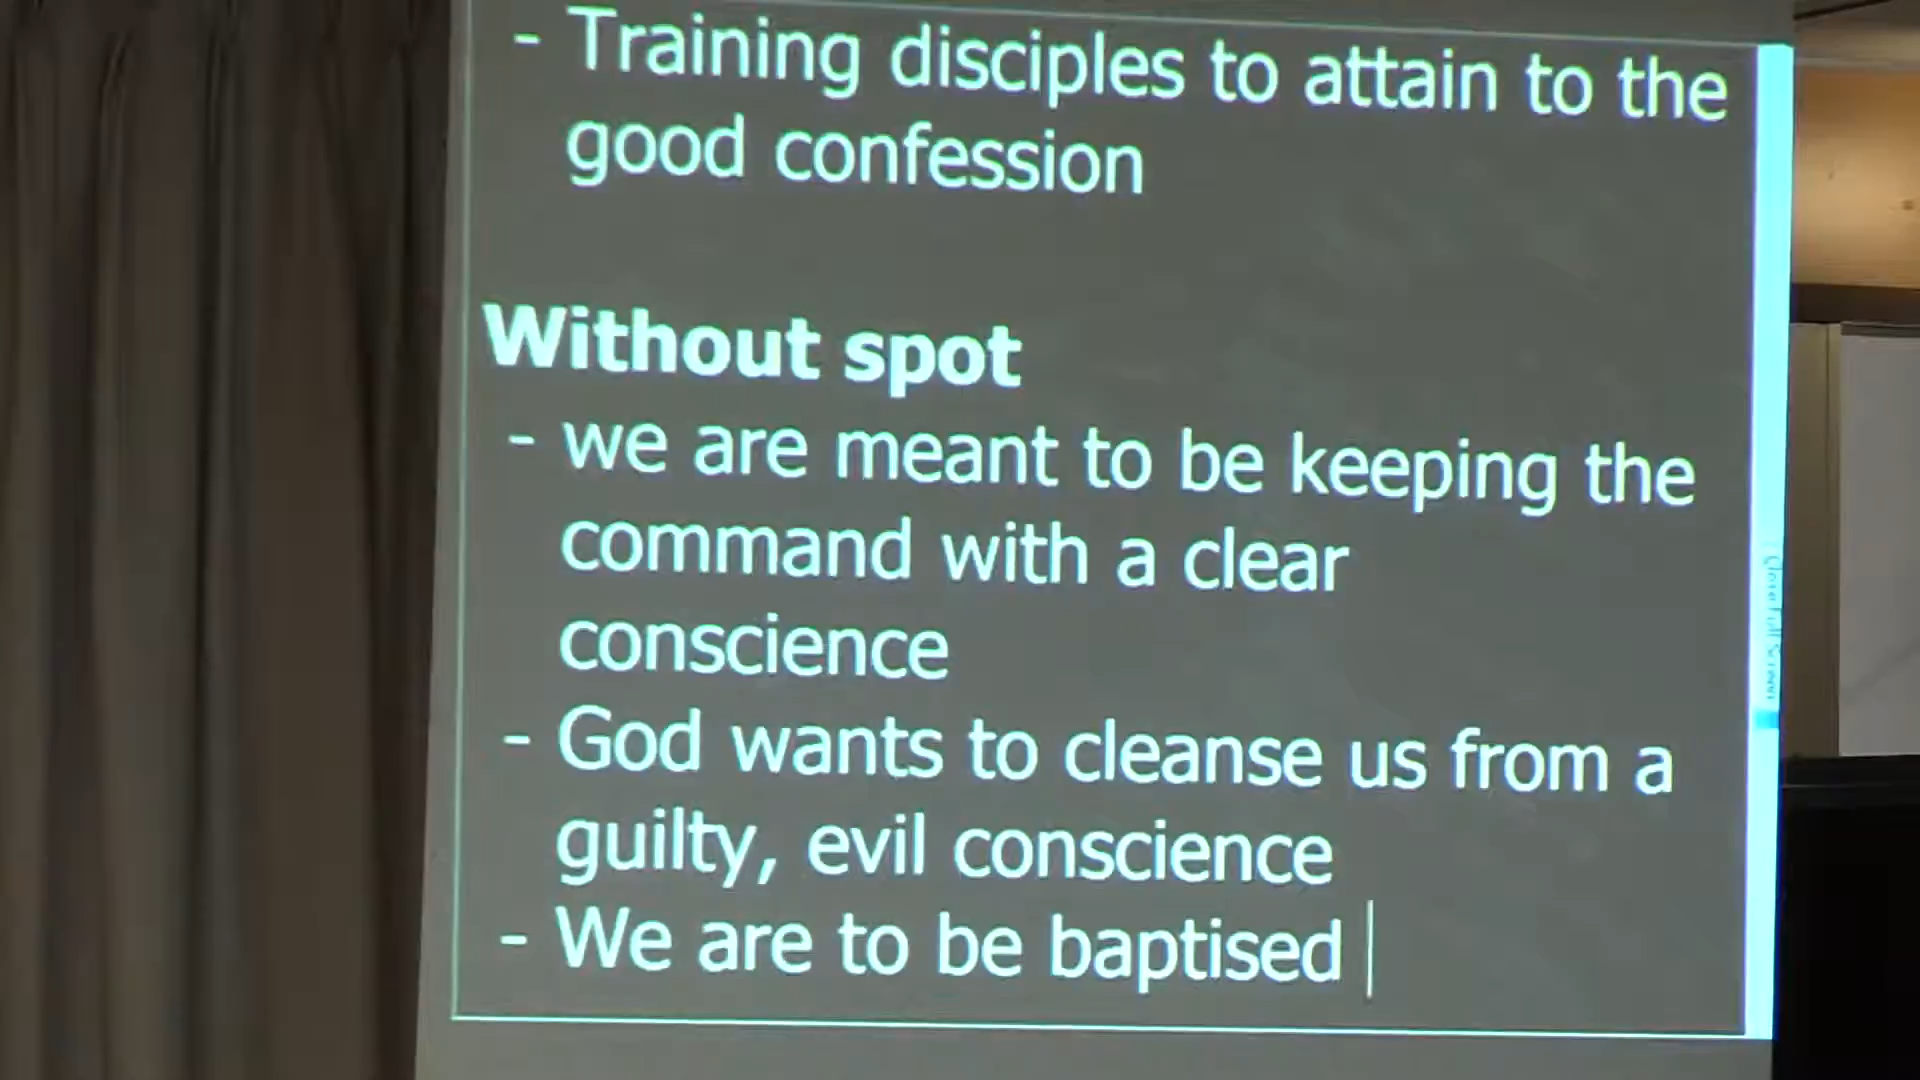 - Training disciples to attain to the
good confession
Without spot
- we are meant to be keeping the
command with a clear
conscience
- God wants to cleanse us from a
guilty, evil conscience
- We are to be baptised